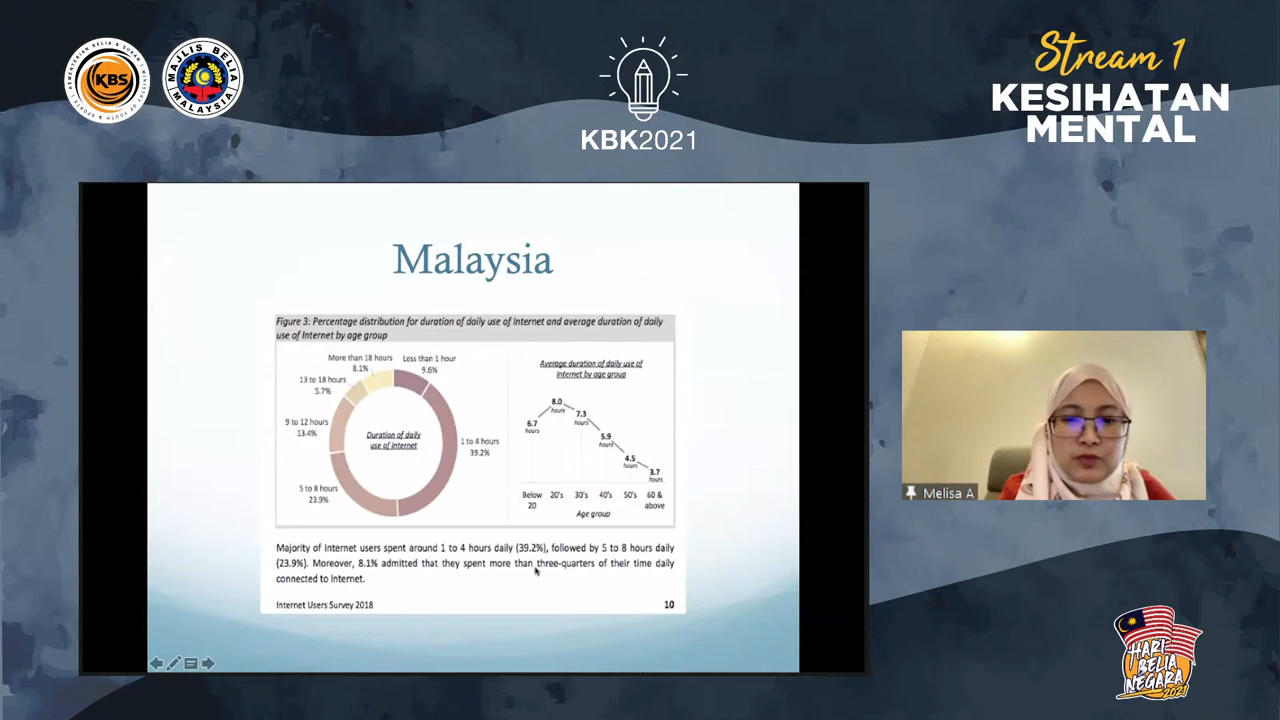 KEMENTERIAN BELIA & SUKAN | MINISTRY OF YOUTH & SPORTS
KBS
MAJLIS BELIA
MALAYSIA
KBK2021
Stream 1
KESIHATAN
MENTAL
Malaysia
Figure 3: Percentage distribution for duration of daily use of Internet and average duration of daily
use of Internet by age group
More than 18 hours
8.1%
Less than 1 hour
9.6%
13 to 18 hours
5.7%
9 to 12 hours
13.4%
Duration of daily
use of Internet
1 to 4 hours
39.2%
5 to 8 hours
23.9%
Average duration of daily use of
Internet by age group
6.7
hours
8.0
hours
7.3
hours
5.9
hours
4.5
hours
3.7
hours
Below 20 20's 30's 40's 50's 60 & above
Age group
Majority of Internet users spent around 1 to 4 hours daily (39.2%), followed by 5 to 8 hours daily
(23.9%). Moreover, 8.1% admitted that they spent more than three-quarters of their time daily
connected to Internet.
Internet Users Survey 2018 10
Melisa A
HARI
BELIA
NEGARA
2021